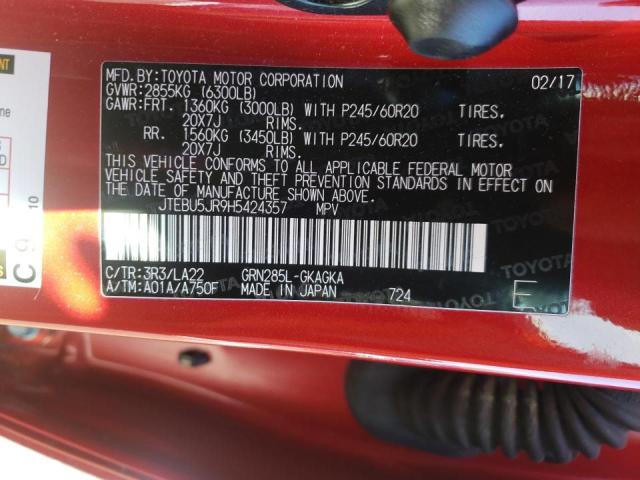 MFD. BY: TOYOTA MOTOR CORPORATION 02/17
GVWR: 2855KG (6300LB)
GAWR: FRT. 1360KG (3000LB) WITH P245/60R20 TIRES.
20X7J RIMS.
RR. 1560KG (3450LB) WITH P245/60R20 TIRES.
20X7J RIMS.
THIS VEHICLE CONFORMS TO ALL APPLICABLE FEDERAL MOTOR
VEHICLE SAFETY AND THEFT PREVENTION STANDARDS IN EFFECT
ON THE DATE OF MANUFACTURE SHOWN ABOVE.
JTEBU5JR9H5424357 MPV
C/TR: 3R3/LA22 GRN285L-GKAGKA
A/TM: A01A/A750F MADE IN JAPAN 724 E
C 9
10